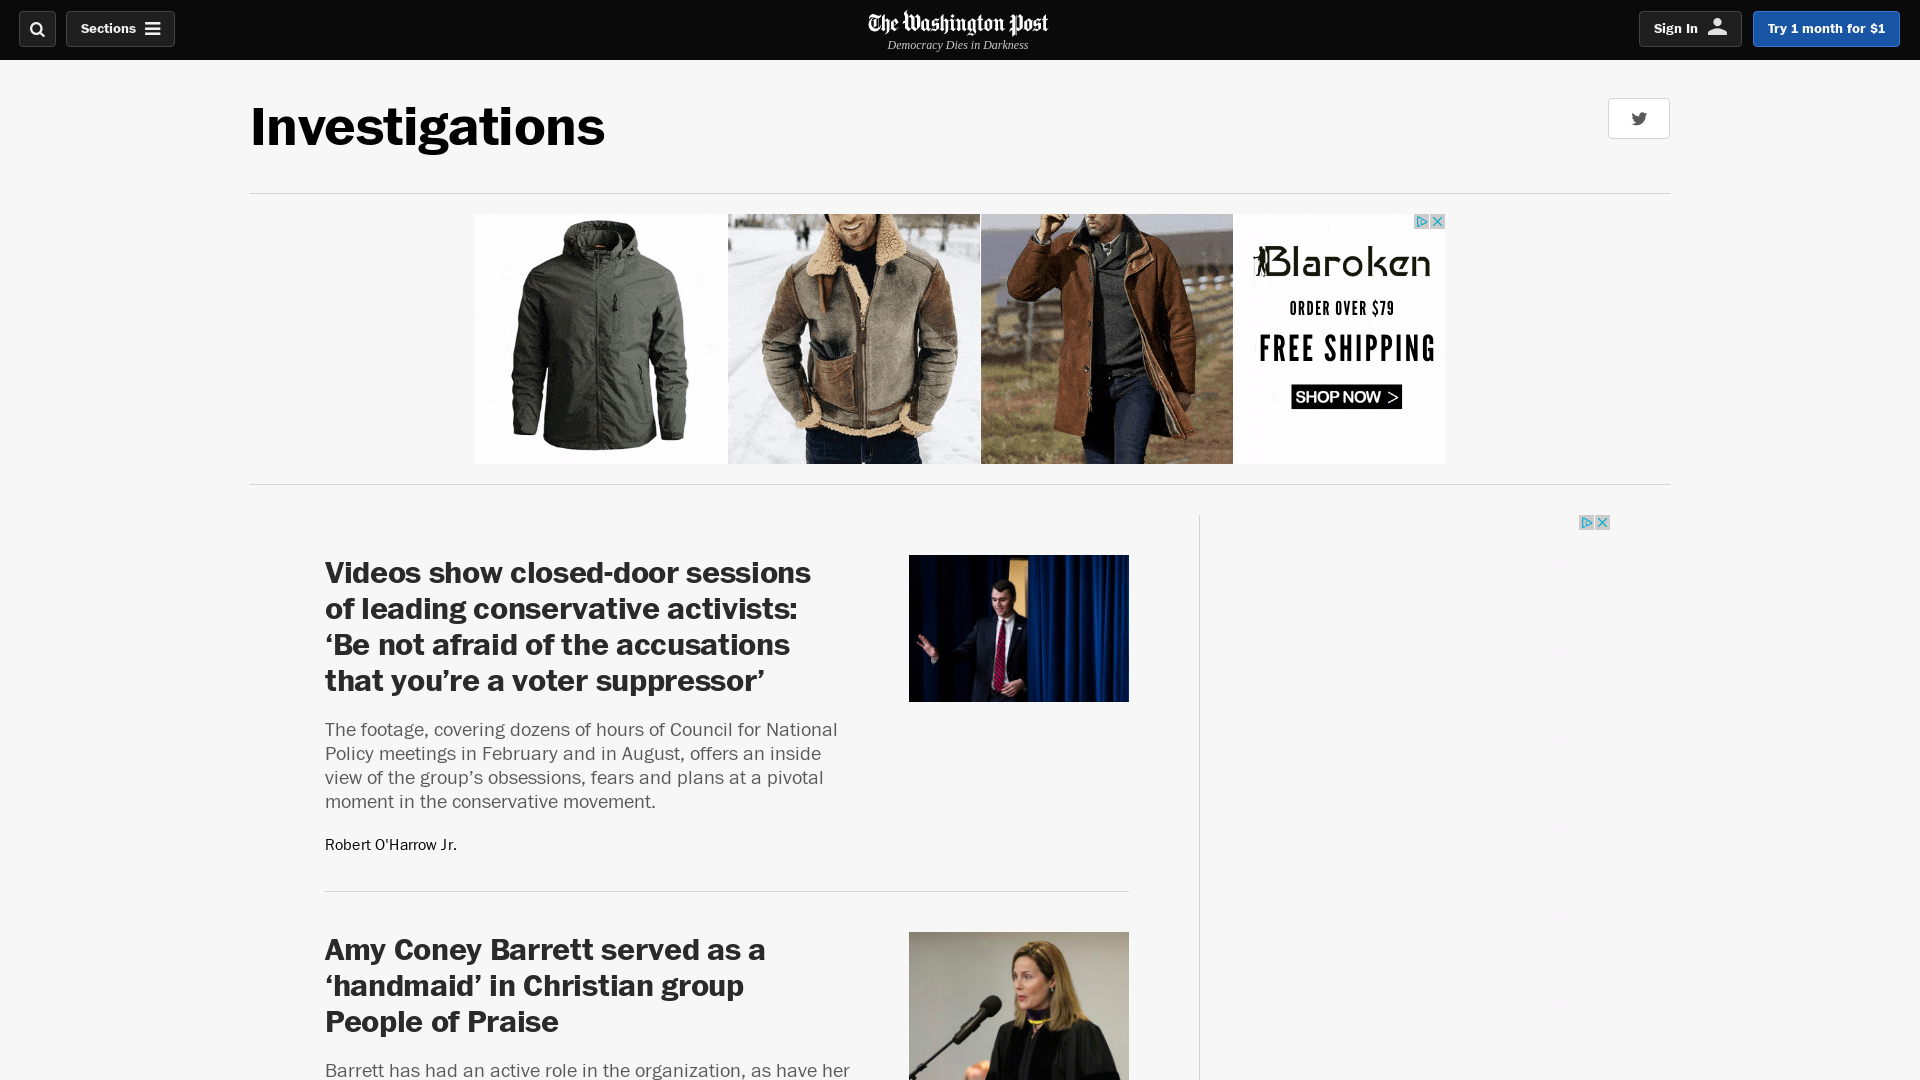 Sections
The Washington Post
Democracy Dies in Darkness
Sign In
Try 1 month for $1
Investigations
Blaroken
ORDER OVER $79
FREE SHIPPING
SHOP NOW >
Videos show closed-door sessions
of leading conservative activists:
‘Be not afraid of the accusations
that you’re a voter suppressor’
The footage, covering dozens of hours of Council for National
Policy meetings in February and in August, offers an inside
view of the group’s obsessions, fears and plans at a pivotal
moment in the conservative movement.
Robert O'Harrow Jr.
Amy Coney Barrett served as a
‘handmaid’ in Christian group
People of Praise
Barrett has had an active role in the organization, as have her